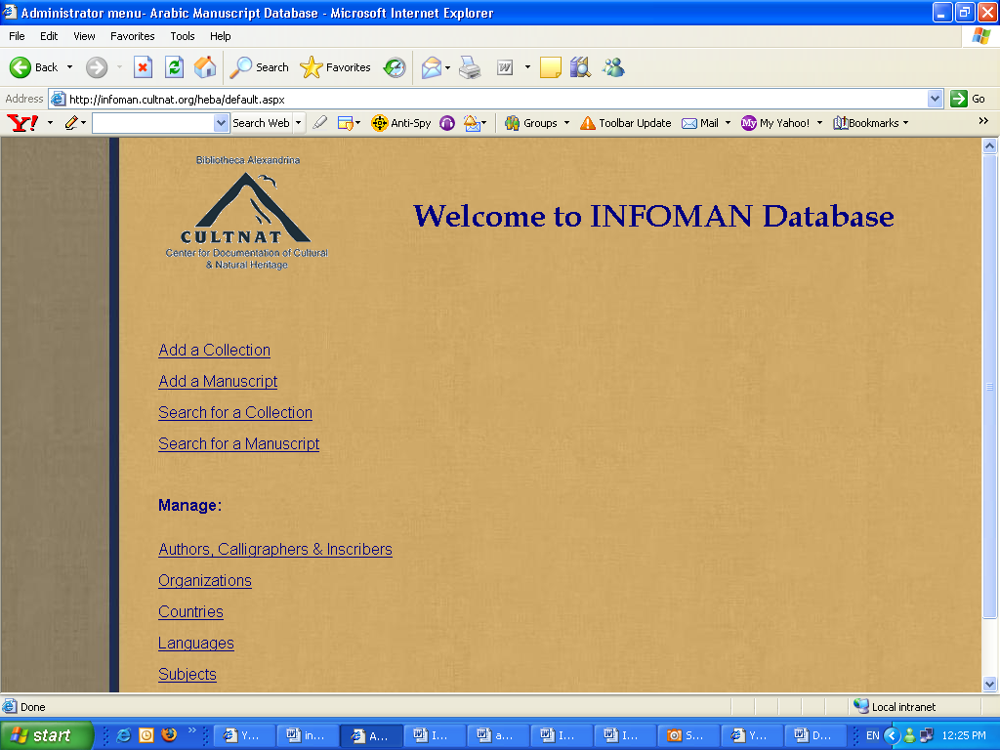 Administrator menu- Arabic Manuscript Database - Microsoft Internet Explorer
File Edit View Favorites Tools Help
Back Search Favorites
Address http://infoman.cultnat.org/heba/default.aspx Go
Y! Search Web Anti-Spy Groups Toolbar Update Mail My Yahoo! Bookmarks »
Bibliotheca Alexandrina
CULTNAT
Center for Documentation of Cultural
& Natural Heritage
Welcome to INFOMAN Database
Add a Collection
Add a Manuscript
Search for a Collection
Search for a Manuscript
Manage:
Authors, Calligraphers & Inscribers
Organizations
Countries
Languages
Subjects
Done Local intranet
start » Y... in... A... I... a... I... I... S... Y... D... EN 12:25 PM